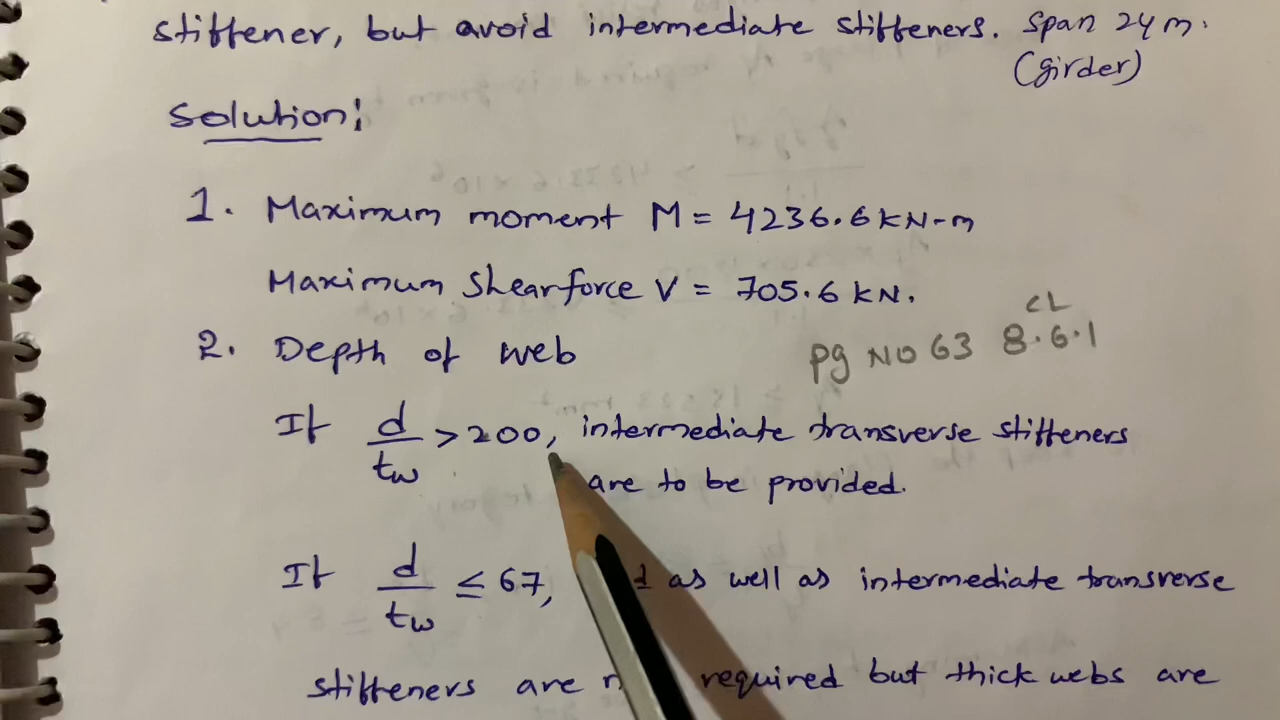 stiffener, but avoid intermediate stiffeners. Span 24 m.
(girder)
Solution:
1. Maximum moment M = 4236.6 kN-m
Maximum Shear force V = 705.6 kN.
2. Depth of web
pg NO 63 CL 8.6.1
If d/tw > 200, intermediate transverse stiffeners
are to be provided.
If d/tw ≤ 67, as well as intermediate transverse
stiffeners are required but thick webs are